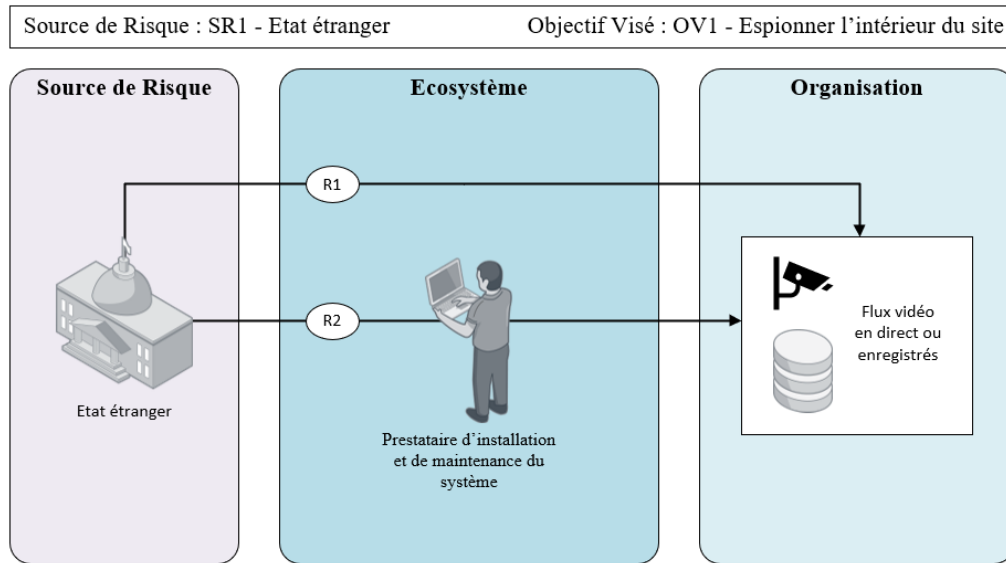 Source de Risque : SR1 - Etat étranger
Objectif Visé : OV1 - Espionner l’intérieur du site
Source de Risque
Ecosystème
Organisation
R1
R2
Etat étranger
Prestataire d’installation
et de maintenance du
système
Flux vidéo
en direct ou
enregistrés